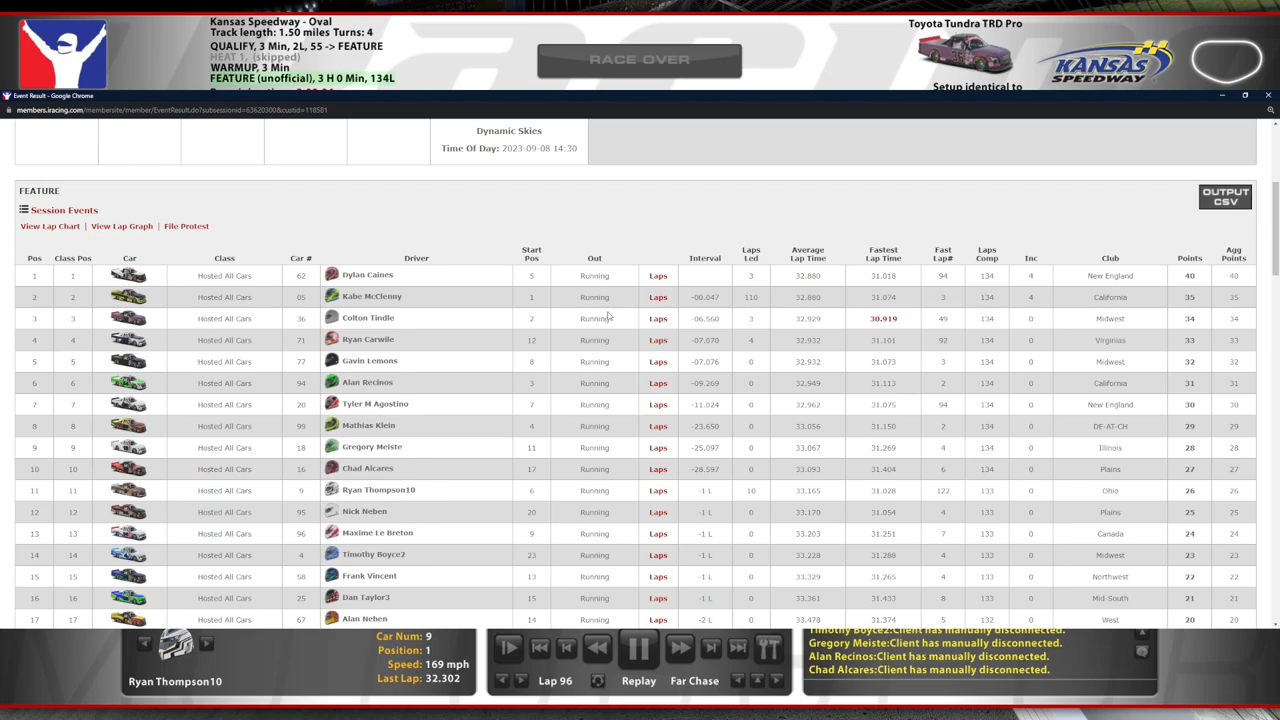 Kansas Speedway - Oval
Track length: 1.50 miles Turns: 4
QUALIFY, 3 Min, 2L, 55 -> FEATURE
HEAT 1, (skipped)
WARMUP, 3 Min
FEATURE (unofficial), 3 H 0 Min, 134L
RACE OVER
Toyota Tundra TRD Pro
KANSAS
SPEEDWAY
Setup identical to
Event Result - Google Chrome
members.iracing.com/membersite/member/EventResult.do?subsessionid=63620300&custid=118581
Dynamic Skies
Time Of Day: 2023-09-08 14:30
FEATURE
OUTPUT CSV
Session Events
View Lap Chart | View Lap Graph | File Protest
Pos Class Pos Car Class Car # Driver Start Pos Out Interval Laps Led Average Lap Time Fastest Lap Time Fast Lap# Laps Comp Inc Club Points Agg Points
1 1 Hosted All Cars 62 Dylan Caines 5 Running Laps 3 32.880 31.018 94 134 4 New England 40 40
2 2 Hosted All Cars 05 Kabe McClenny 1 Running Laps -00.047 110 32.880 31.074 3 134 4 California 35 35
3 3 Hosted All Cars 36 Colton Tindle 2 Running Laps -06.560 3 32.929 30.919 49 134 0 Midwest 34 34
4 4 Hosted All Cars 71 Ryan Carwile 12 Running Laps -07.070 4 32.932 31.101 92 134 0 Virginias 33 33
5 5 Hosted All Cars 77 Gavin Lemons 8 Running Laps -07.076 0 32.932 31.073 3 134 0 Midwest 32 32
6 6 Hosted All Cars 94 Alan Recinos 3 Running Laps -09.269 0 32.949 31.113 2 134 0 California 31 31
7 7 Hosted All Cars 20 Tyler M Agostino 7 Running Laps -11.024 0 32.962 31.075 94 134 0 New England 30 30
8 8 Hosted All Cars 99 Mathias Klein 4 Running Laps -23.650 0 33.056 31.150 2 134 0 DE-AT-CH 29 29
9 9 Hosted All Cars 18 Gregory Meiste 11 Running Laps -25.097 0 33.067 31.269 4 134 0 Illinois 28 28
10 10 Hosted All Cars 16 Chad Alcares 17 Running Laps -28.597 0 33.093 31.404 6 134 0 Plains 27 27
11 11 Hosted All Cars 9 Ryan Thompson10 6 Running Laps -1 L 10 33.165 31.028 122 133 0 Ohio 26 26
12 12 Hosted All Cars 95 Nick Neben 20 Running Laps -1 L 0 33.170 31.054 4 133 0 Plains 25 25
13 13 Hosted All Cars 96 Maxime Le Breton 9 Running Laps -1 L 0 33.203 31.251 7 133 0 Canada 24 24
14 14 Hosted All Cars 4 Timothy Boyce2 23 Running Laps -1 L 0 33.228 31.288 4 133 0 Midwest 23 23
15 15 Hosted All Cars 58 Frank Vincent 13 Running Laps -1 L 0 33.329 31.265 4 133 0 Northwest 22 22
16 16 Hosted All Cars 25 Dan Taylor3 15 Running Laps -1 L 0 33.361 31.433 8 133 0 Mid-South 21 21
17 17 Hosted All Cars 67 Alan Neben 14 Running Laps -2 L 0 33.478 31.374 5 132 0 West 20 20
Ryan Thompson10
Car Num: 9
Position: 1
Speed: 169 mph
Last Lap: 32.302
Lap 96 Replay Far Chase
Timothy Boyce2:Client has manually disconnected.
Gregory Meiste:Client has manually disconnected.
Alan Recinos:Client has manually disconnected.
Chad Alcares:Client has manually disconnected.